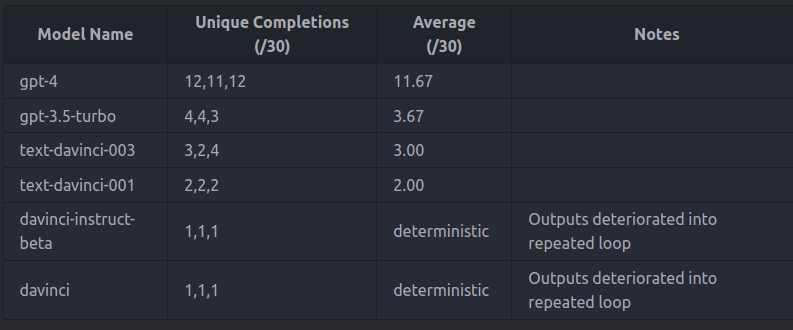 Model Name Unique Completions (/30) Average (/30) Notes
gpt-4 12,11,12 11.67
gpt-3.5-turbo 4,4,3 3.67
text-davinci-003 3,2,4 3.00
text-davinci-001 2,2,2 2.00
davinci-instruct-beta 1,1,1 deterministic Outputs deteriorated into repeated loop
davinci 1,1,1 deterministic Outputs deteriorated into repeated loop